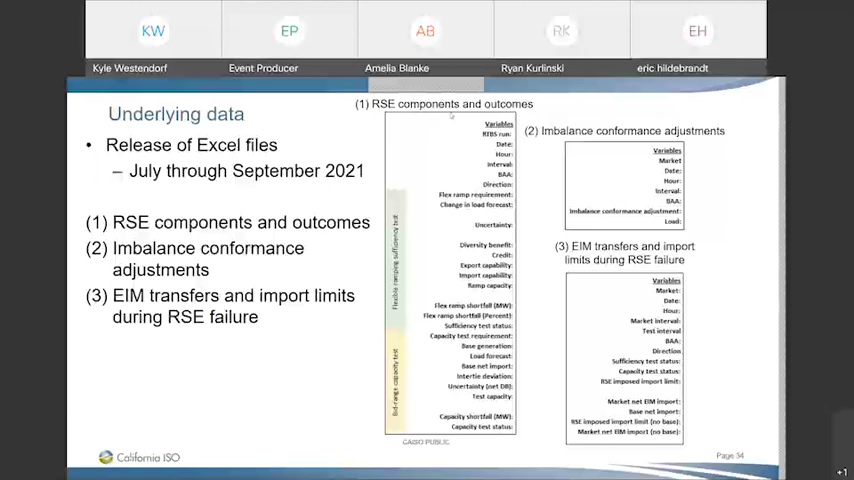 KW
EP
AB
RK
EH
Kyle Westendorf
Event Producer
Amelia Blanke
Ryan Kurlinski
eric hildebrandt
Underlying data
• Release of Excel files
– July through September 2021
(1) RSE components and outcomes
(2) Imbalance conformance
adjustments
(3) EIM transfers and import limits
during RSE failure
(1) RSE components and outcomes
Variables
RTBS run:
Date:
Hour:
Interval:
BAA:
Direction:
Flex ramp requirement:
Change in load forecast:
Uncertainty:
Diversity benefit:
Credit:
Export capability:
Import capability:
Ramp capacity:
Flex ramp shortfall (MW):
Flex ramp shortfall (Percent):
Sufficiency test status:
Capacity test requirement:
Base generation:
Load forecast:
Base net import:
Intertie deviation:
Uncertainty (net DB):
Test capacity:
Capacity shortfall (MW):
Capacity test status:
Flexible ramping sufficiency test
Bid-range capacity test
(2) Imbalance conformance adjustments
Variables
Market
Date:
Hour:
Interval:
BAA:
Imbalance conformance adjustment:
Load:
(3) EIM transfers and import
limits during RSE failure
Variables
Market:
Date:
Hour:
Market interval:
Test interval
BAA:
Direction
Sufficiency test status:
Capacity test status:
RSE imposed import limit:
Market net EIM import:
Base net import:
RSE imposed import limit (no base):
Market net EIM import (no base):
California ISO
CAISO PUBLIC
Page 34
+1